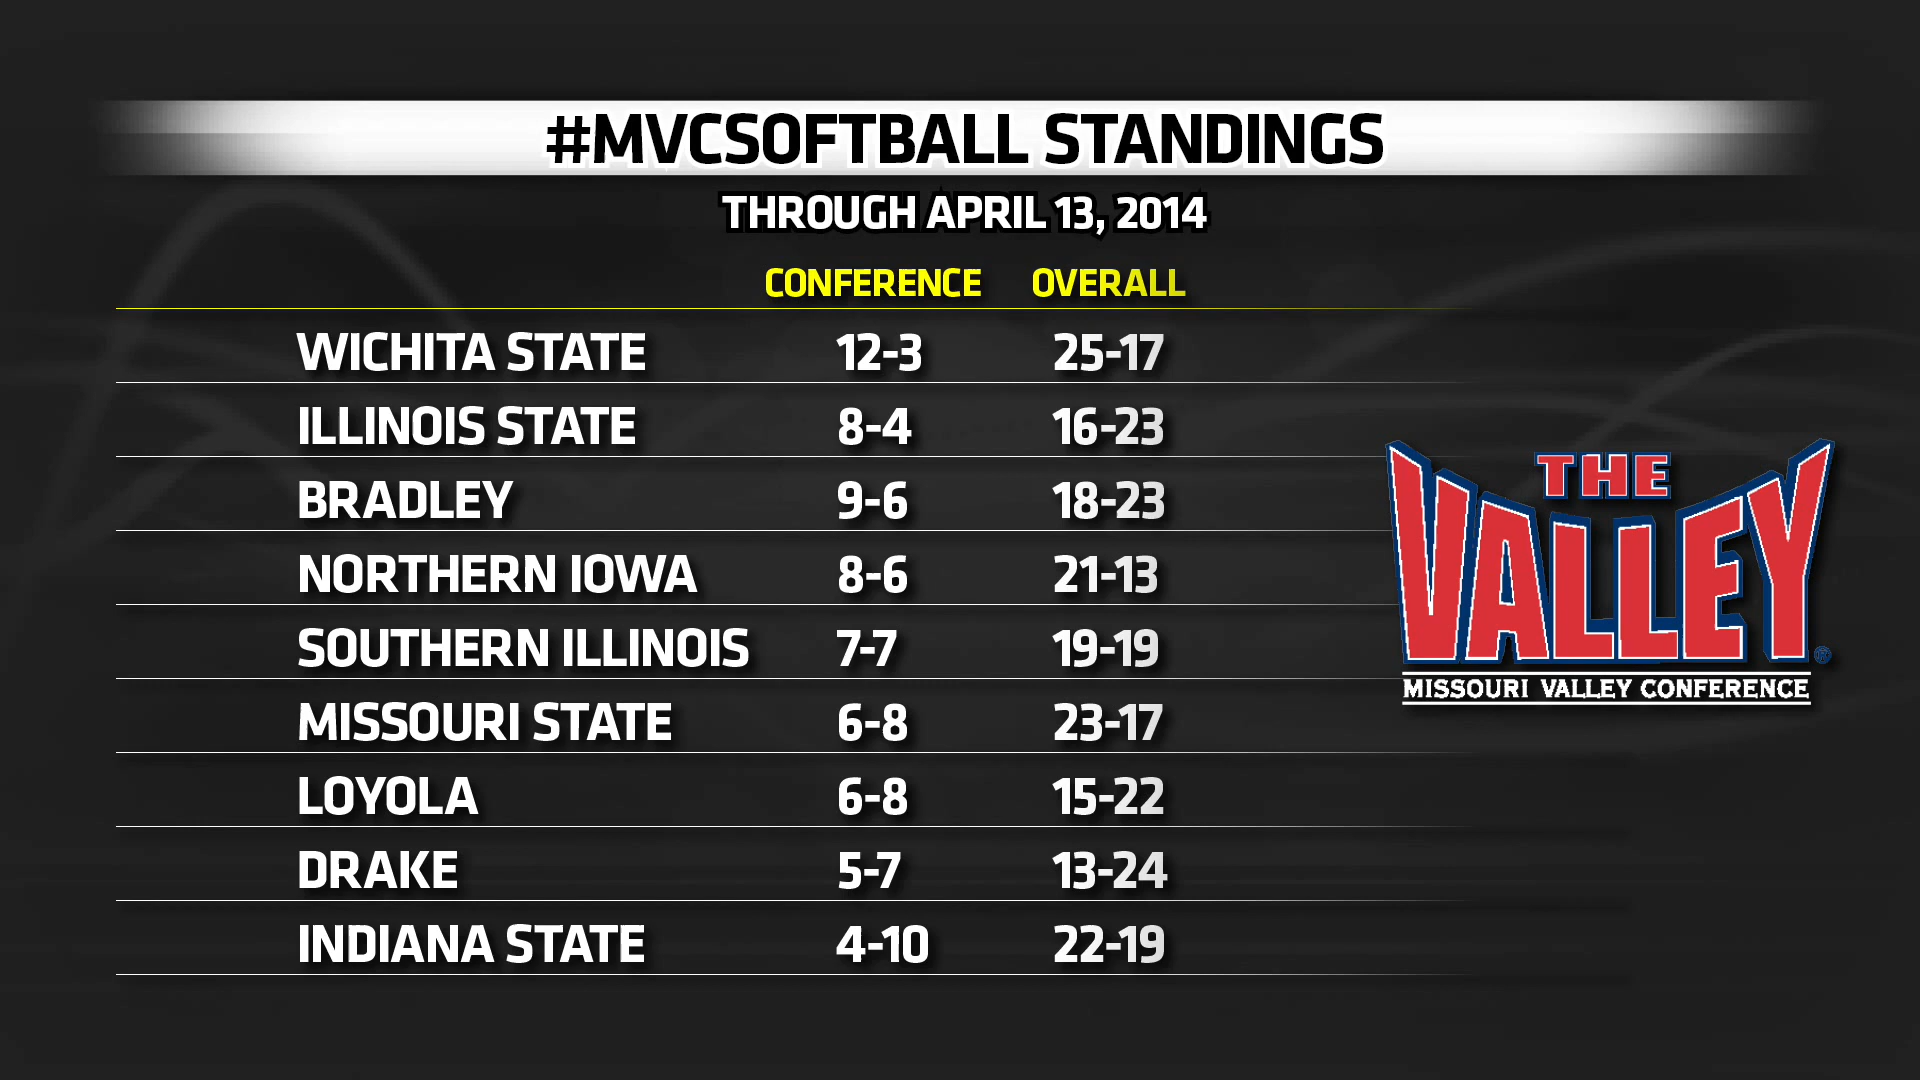 #MVCSOFTBALL STANDINGS
THROUGH APRIL 13, 2014
CONFERENCE OVERALL
WICHITA STATE 12-3 25-17
ILLINOIS STATE 8-4 16-23
BRADLEY 9-6 18-23
NORTHERN IOWA 8-6 21-13
SOUTHERN ILLINOIS 7-7 19-19
MISSOURI STATE 6-8 23-17
LOYOLA 6-8 15-22
DRAKE 5-7 13-24
INDIANA STATE 4-10 22-19
THE
VALLEY®
MISSOURI VALLEY CONFERENCE